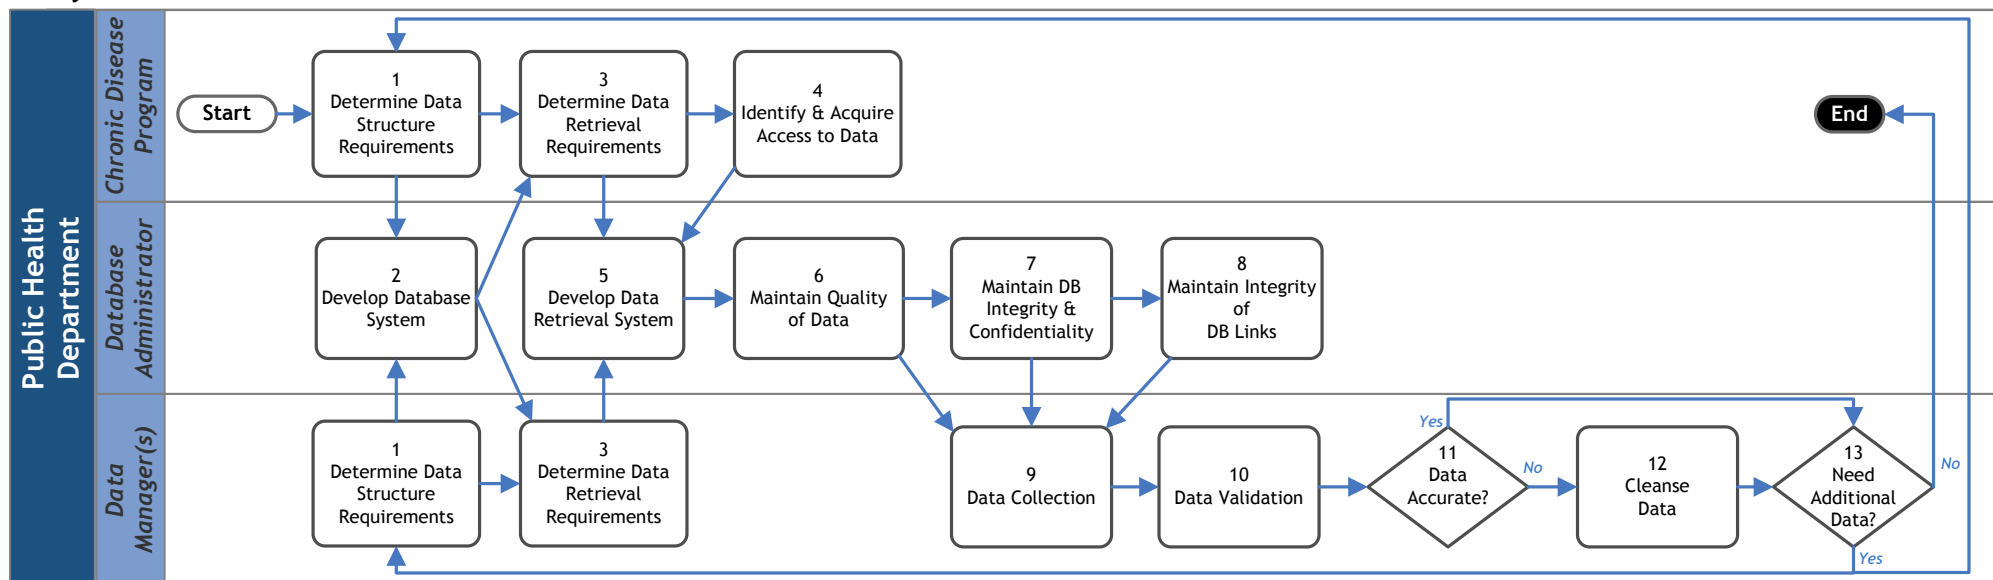 Public Health
Department
Chronic Disease
Program
Start
1
Determine Data
Structure
Requirements
3
Determine Data
Retrieval
Requirements
4
Identify & Acquire
Access to Data
End
Database
Administrator
2
Develop Database
System
5
Develop Data
Retrieval System
6
Maintain Quality
of Data
7
Maintain DB
Integrity &
Confidentiality
8
Maintain Integrity
of
DB Links
Data
Manager(s)
1
Determine Data
Structure
Requirements
3
Determine Data
Retrieval
Requirements
9
Data Collection
10
Data Validation
Yes
11
Data
Accurate?
No
12
Cleanse
Data
13
Need
Additional
Data?
No
Yes